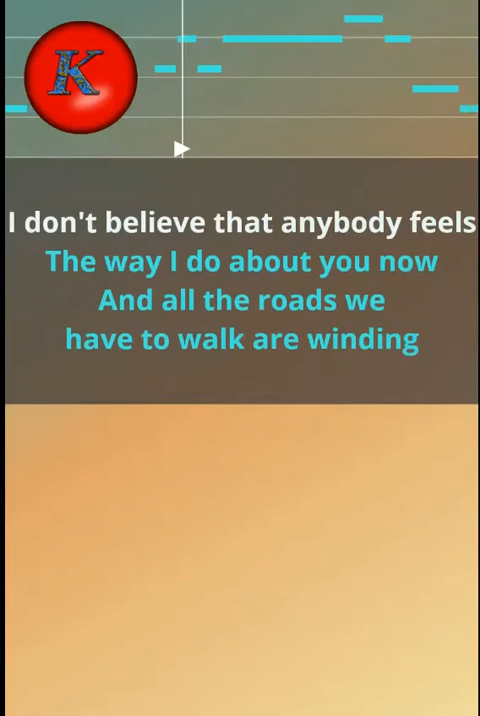 K
I don't believe that anybody feels
The way I do about you now
And all the roads we
have to walk are winding